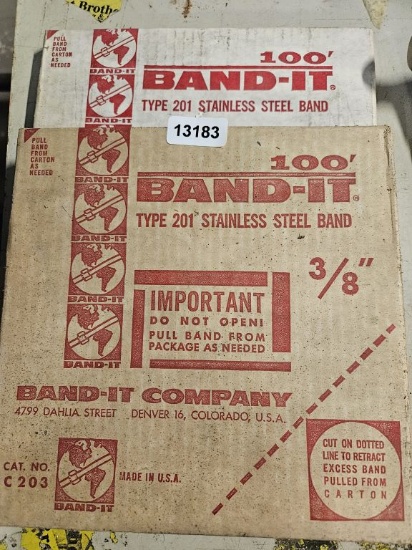 Broth
PULL
BAND
FROM
CARTON
AS
NEEDED
BAND-IT
100'
BAND-IT®
TYPE 201 STAINLESS STEEL BAND
13183
PULL
BAND
FROM
CARTON
AS
NEEDED
BAND-IT
BAND-IT
BAND-IT
BAND-IT
100'
BAND-IT®
TYPE 201 STAINLESS STEEL BAND
3/8"
IMPORTANT
DO NOT OPEN!
PULL BAND FROM
PACKAGE AS NEEDED
BAND-IT COMPANY
4799 DAHLIA STREET DENVER 16, COLORADO, U.S.A.
CAT. NO.
C 203
BAND-IT
MADE IN U.S.A.
CUT ON DOTTED
LINE TO RETRACT
EXCESS BAND
PULLED FROM
CARTON